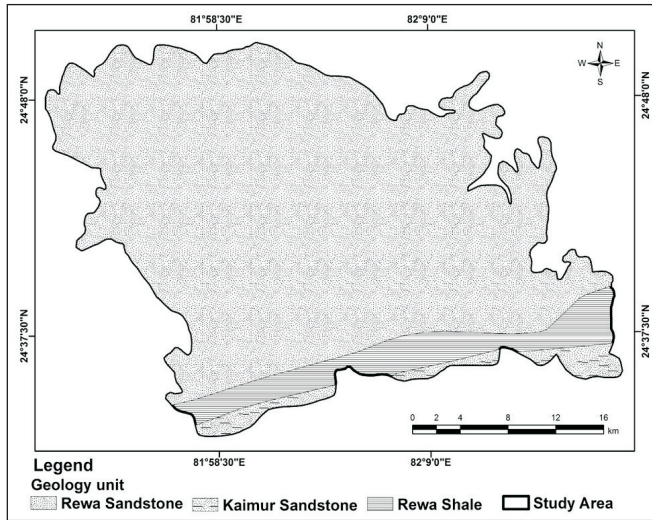 81°58'30"E 82°9'0"E
N
W E
S
24°48'0"N 24°48'0"N
24°37'30"N 24°37'30"N
0 2 4 8 12 16
km
81°58'30"E 82°9'0"E
Legend
Geology unit
Rewa Sandstone Kaimur Sandstone Rewa Shale Study Area